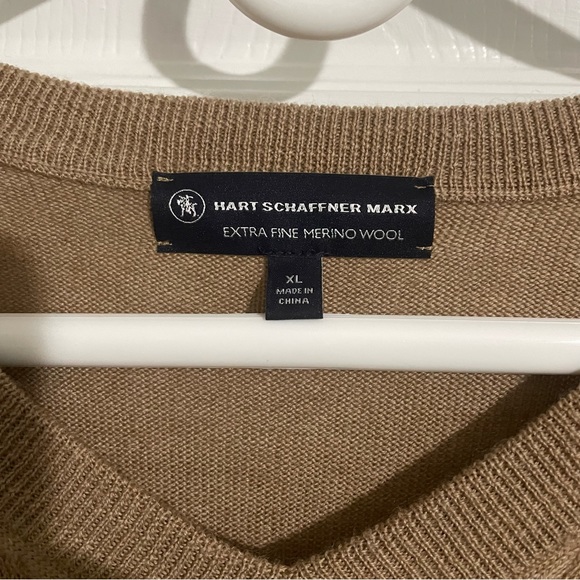 HART SCHAFFNER MARX
EXTRA FINE MERINO WOOL
XL
MADE IN
CHINA